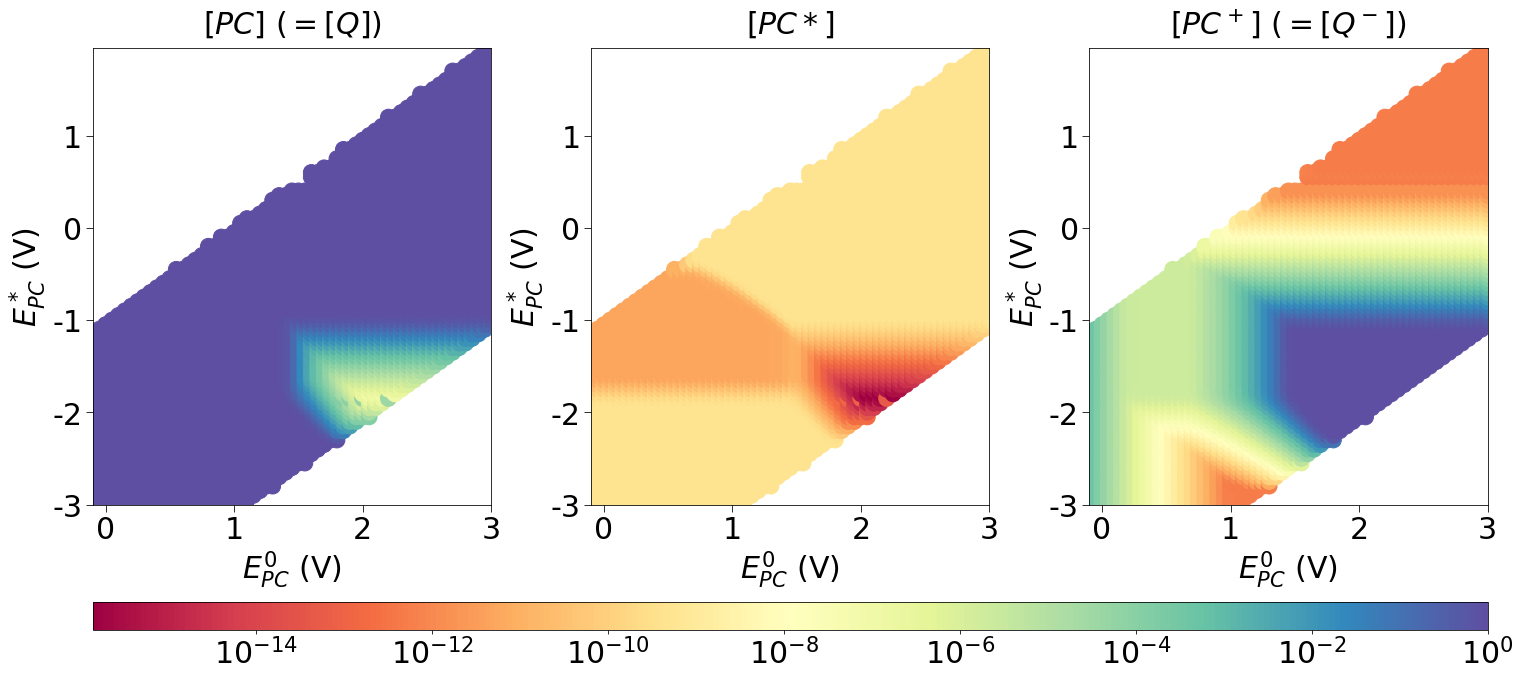 [PC] (=[Q])
[PC*]
[PC⁺] (=[Q⁻])
E*PC (V)
1
0
-1
-2
-3
0
1
2
3
E⁰PC (V)
E*PC (V)
1
0
-1
-2
-3
0
1
2
3
E⁰PC (V)
E*PC (V)
1
0
-1
-2
-3
0
1
2
3
E⁰PC (V)
10⁻¹⁴ 10⁻¹² 10⁻¹⁰ 10⁻⁸ 10⁻⁶ 10⁻⁴ 10⁻² 10⁰